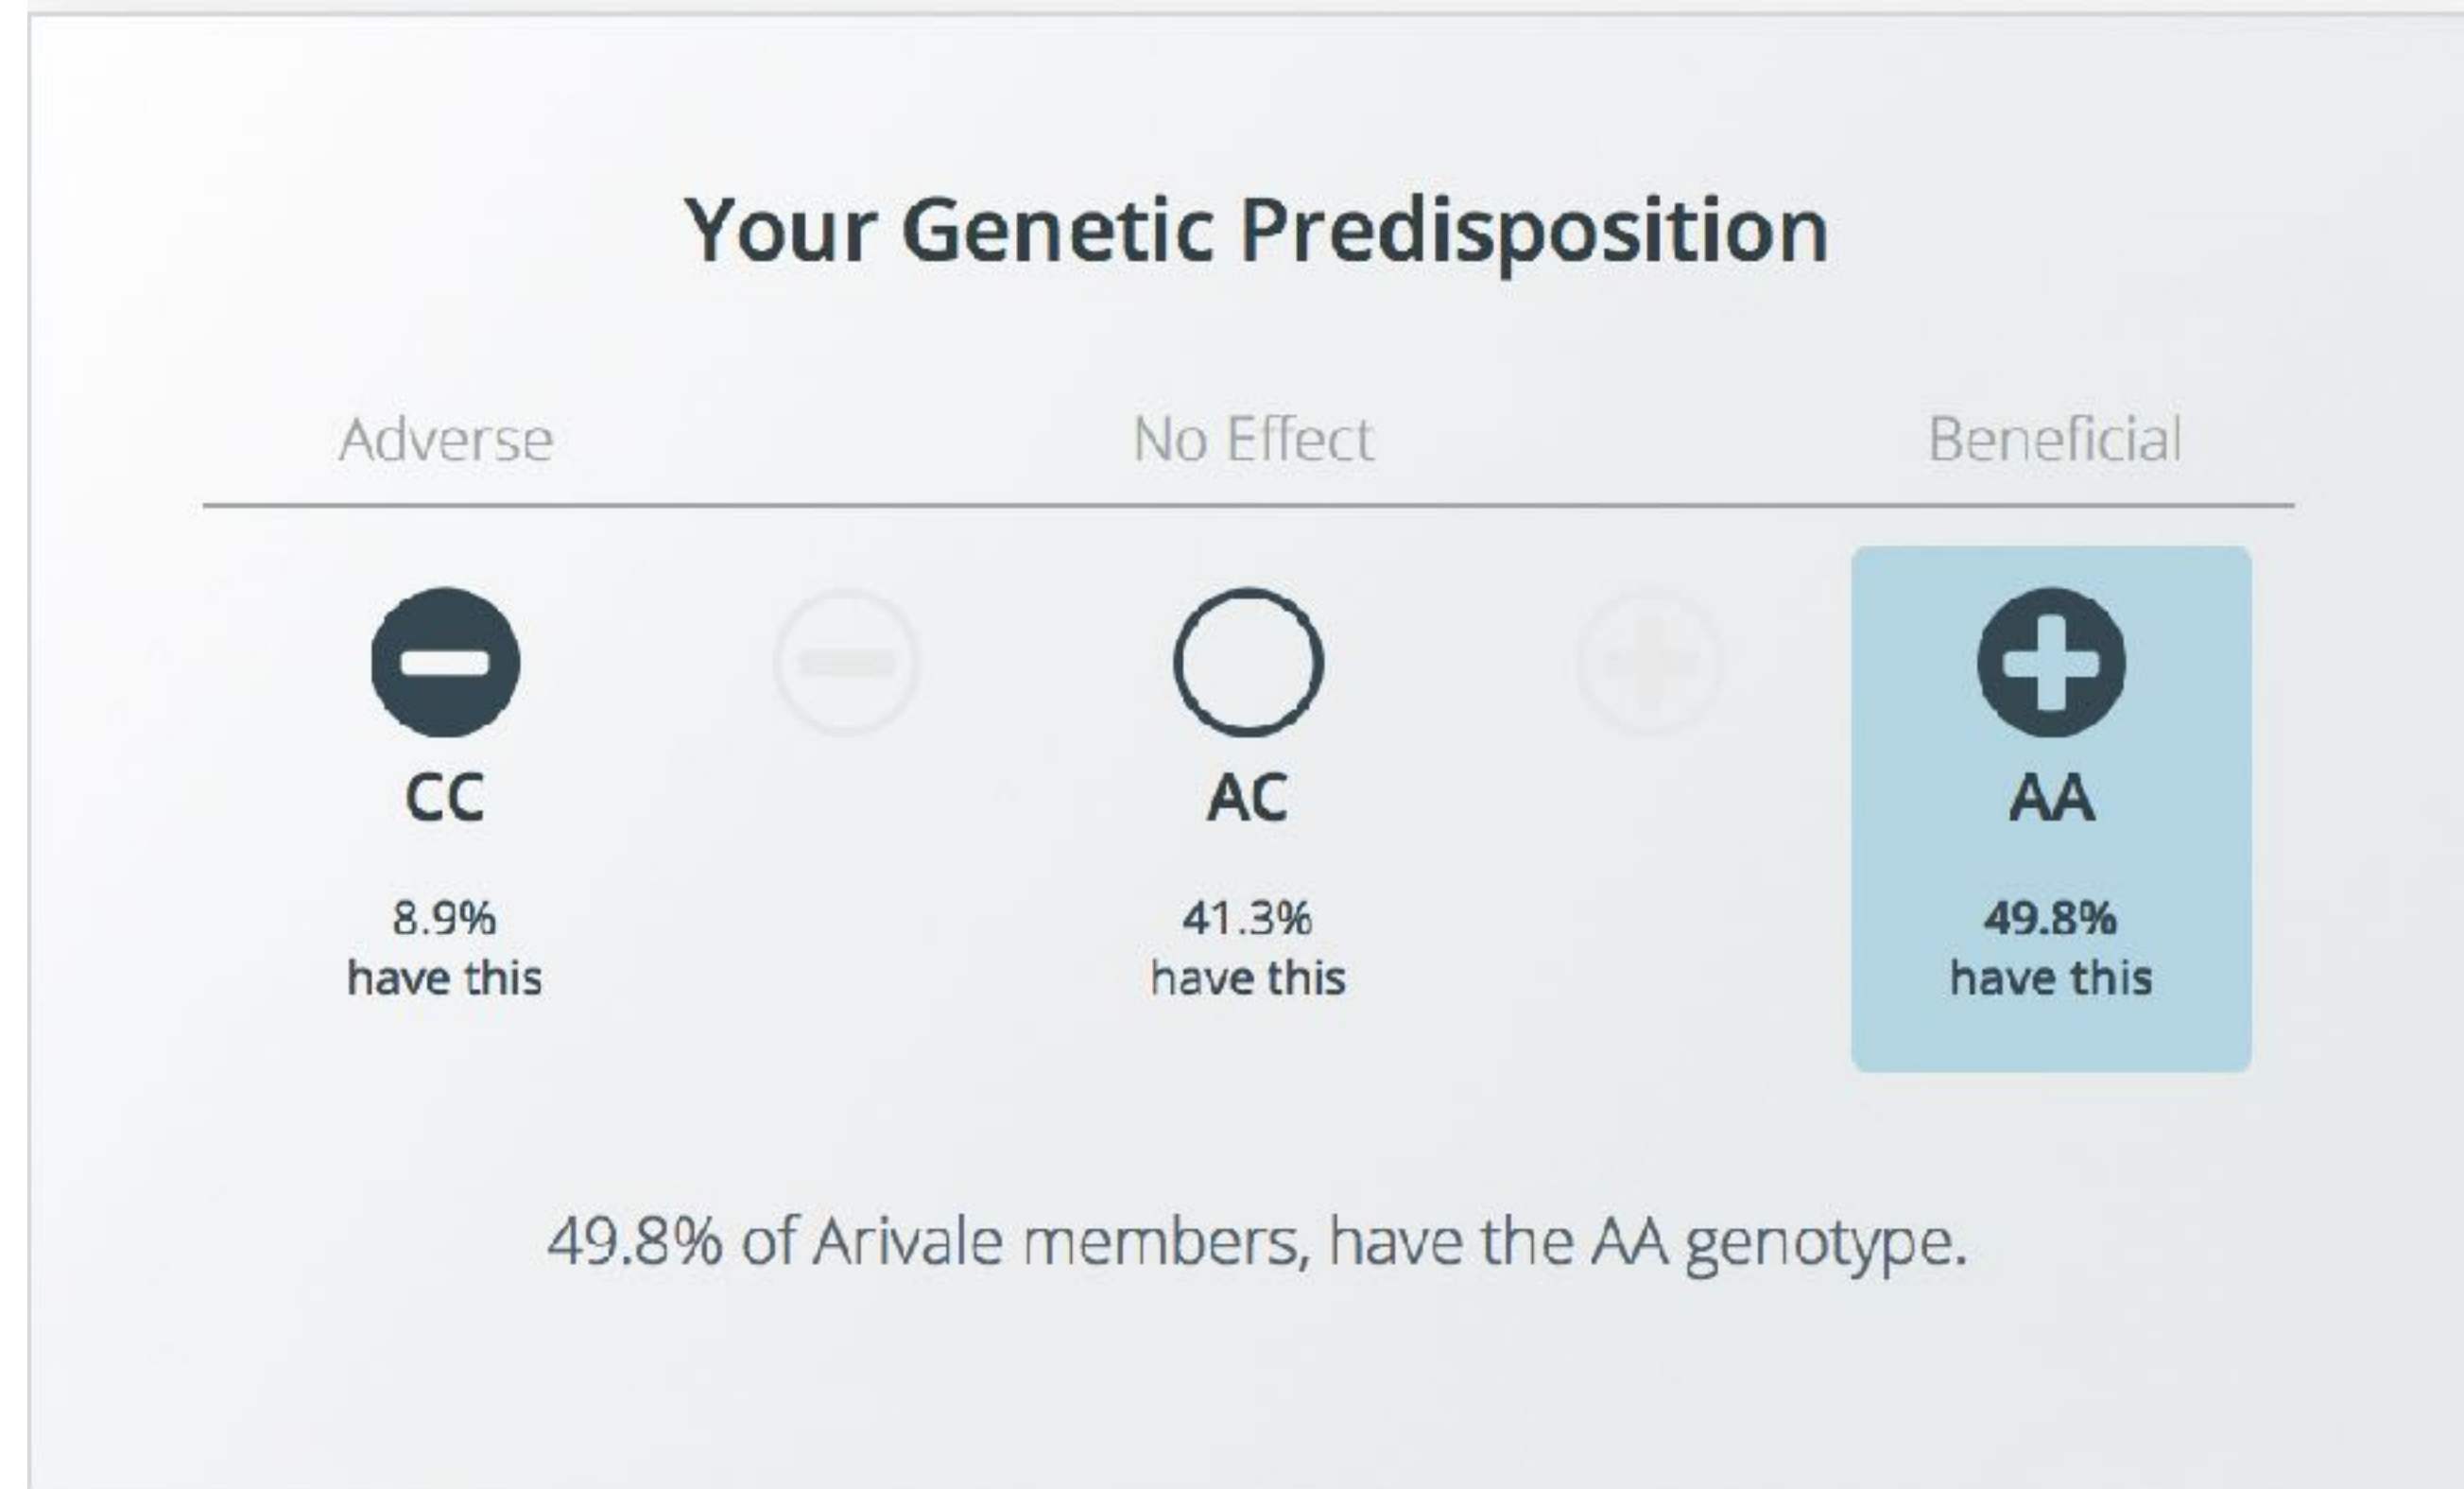 Your Genetic Predisposition
Adverse No Effect Beneficial
CC AC AA
8.9% 41.3% 49.8%
have this have this have this
49.8% of Arivale members, have the AA genotype.